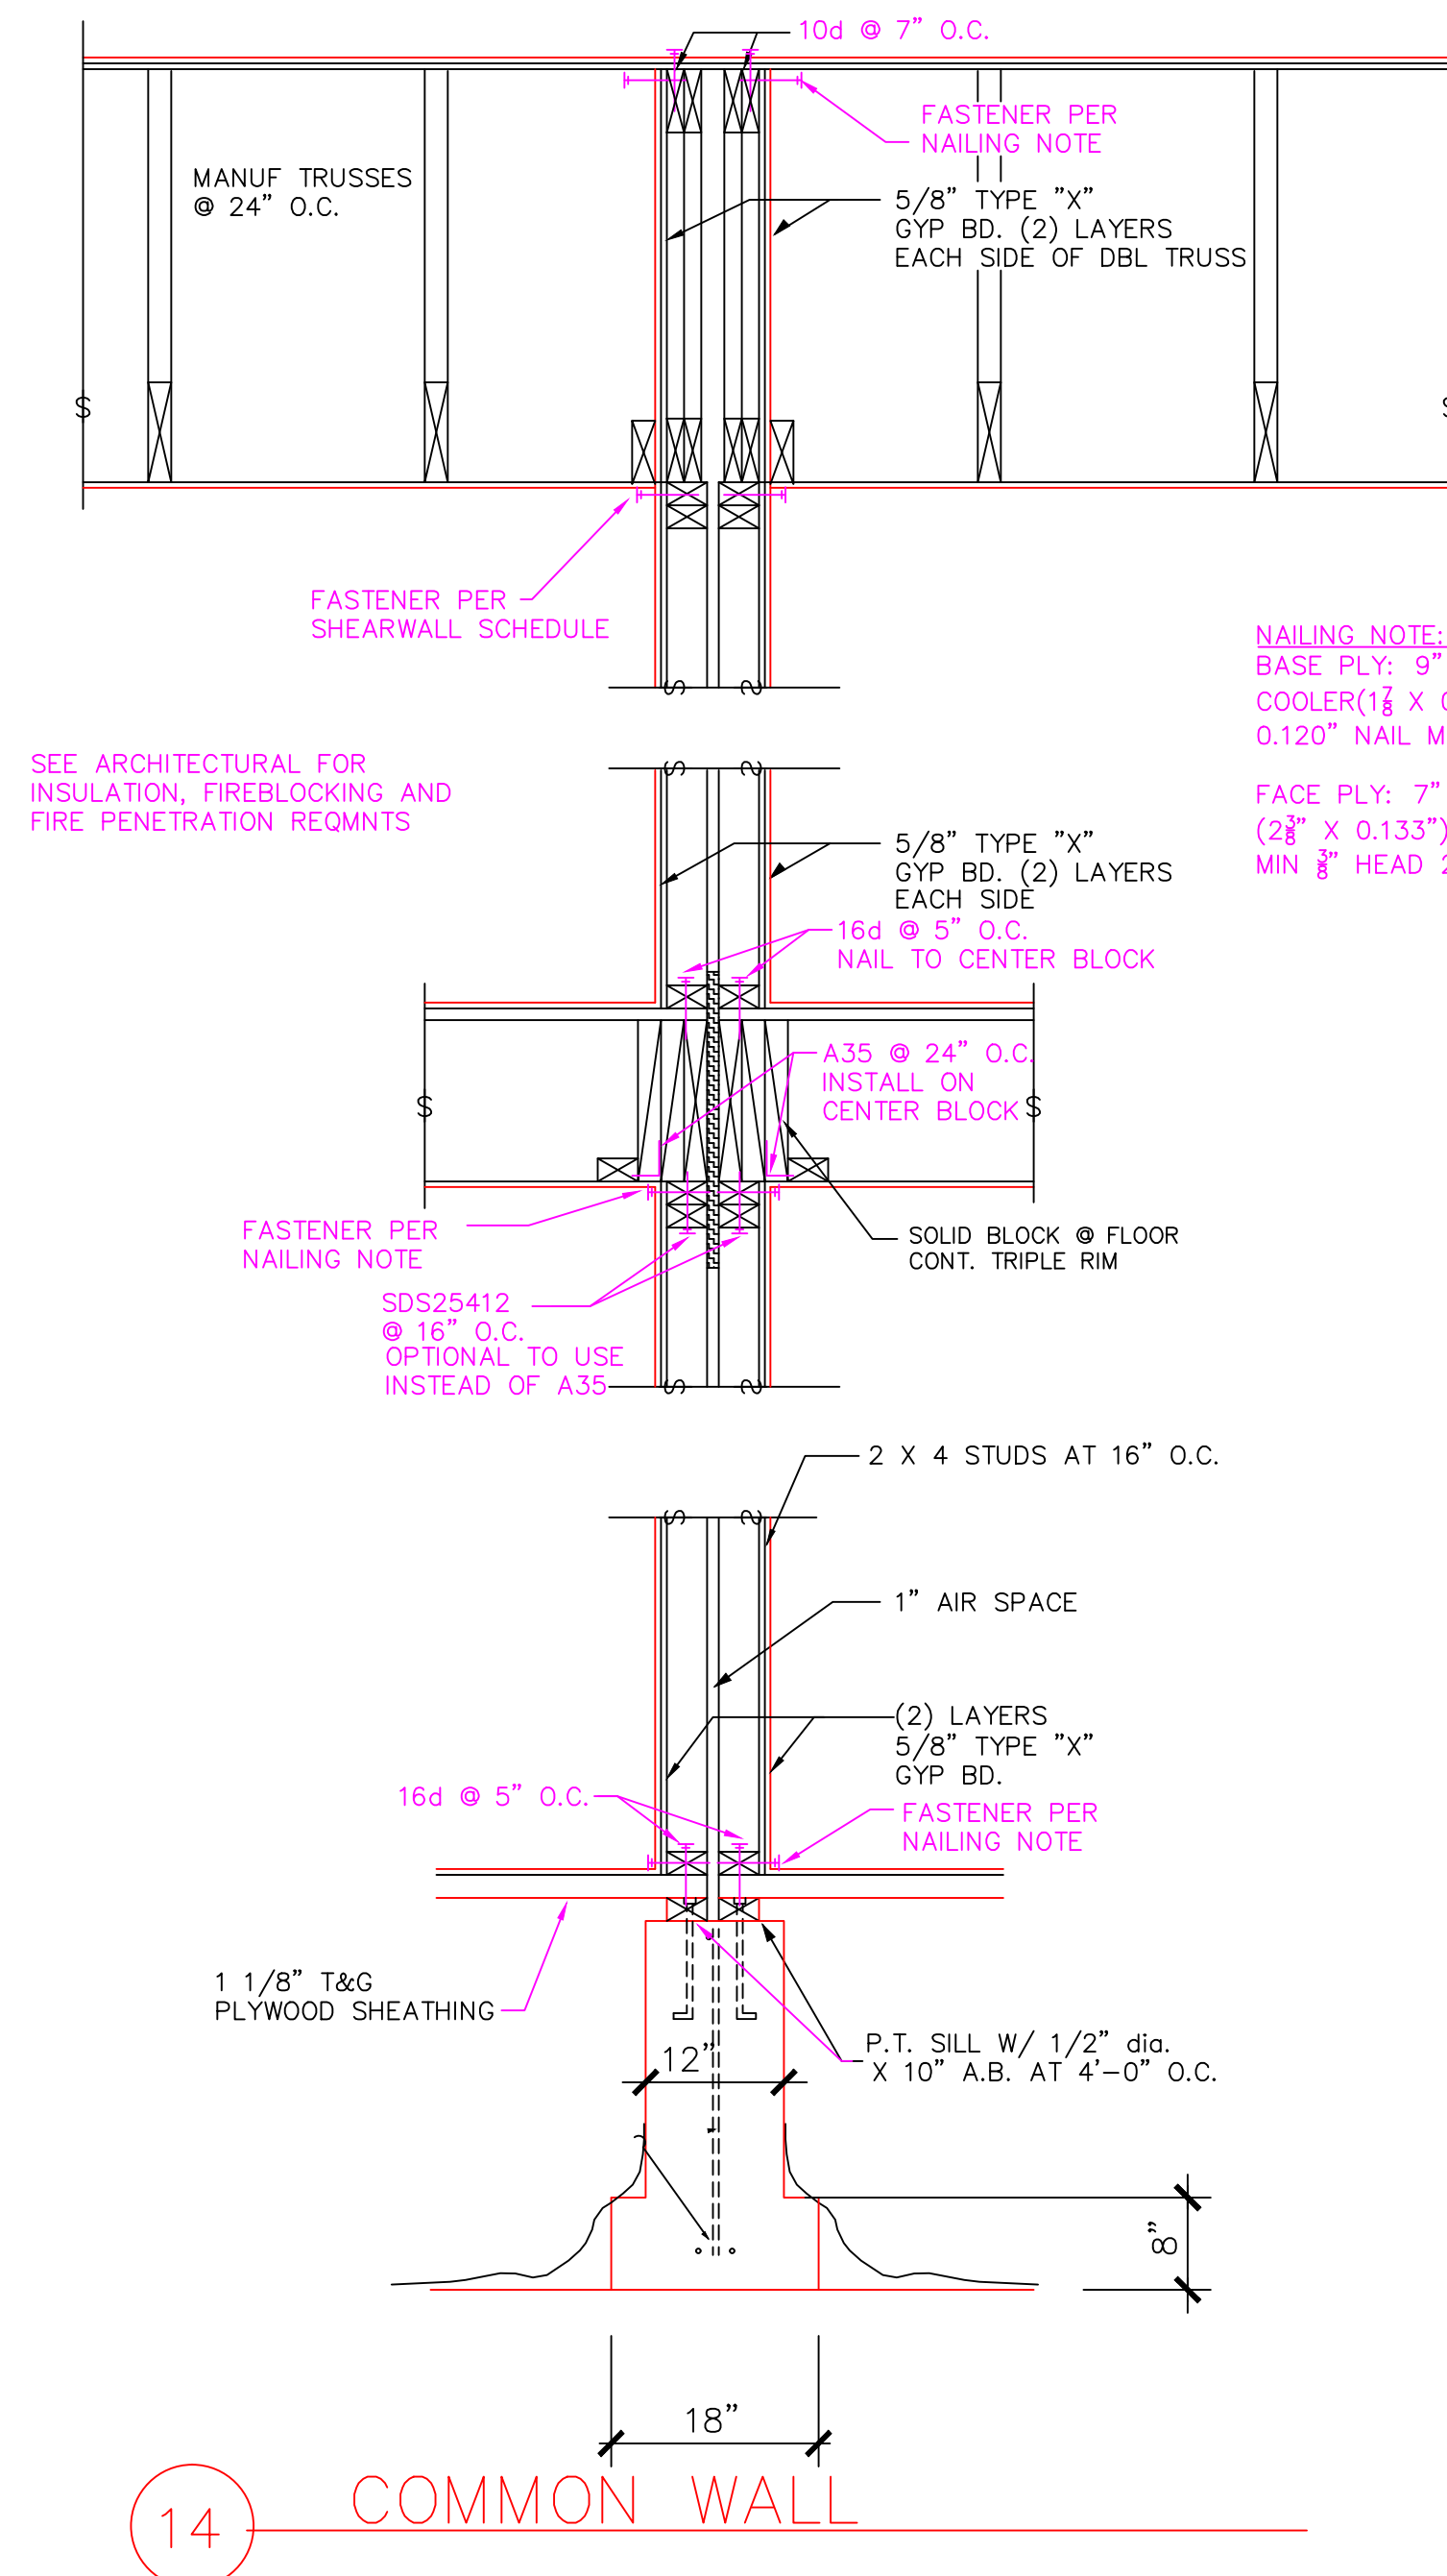 10d @ 7" O.C.
FASTENER PER
NAILING NOTE
MANUF TRUSSES
@ 24" O.C.
5/8" TYPE "X"
GYP BD. (2) LAYERS
EACH SIDE OF DBL TRUSS
S
FASTENER PER
SHEARWALL SCHEDULE
NAILING NOTE:
BASE PLY: 9"
COOLER(1 7/8 X
0.120" NAIL
FACE PLY: 7"
(2 3/8" X 0.133")
MIN 3/8" HEAD
SEE ARCHITECTURAL FOR
INSULATION, FIREBLOCKING AND
FIRE PENETRATION REQMNTS
5/8" TYPE "X"
GYP BD. (2) LAYERS
EACH SIDE
16d @ 5" O.C.
NAIL TO CENTER BLOCK
A35 @ 24" O.C.
INSTALL ON
CENTER BLOCK
S
S
FASTENER PER
NAILING NOTE
SOLID BLOCK @ FLOOR
CONT. TRIPLE RIM
SDS25412
@ 16" O.C.
OPTIONAL TO USE
INSTEAD OF A35
2 X 4 STUDS AT 16" O.C.
1" AIR SPACE
(2) LAYERS
5/8" TYPE "X"
GYP BD.
16d @ 5" O.C.
FASTENER PER
NAILING NOTE
1 1/8" T&G
PLYWOOD SHEATHING
P.T. SILL W/ 1/2" dia.
X 10" A.B. AT 4'-0" O.C.
12"
8"
18"
14
COMMON WALL